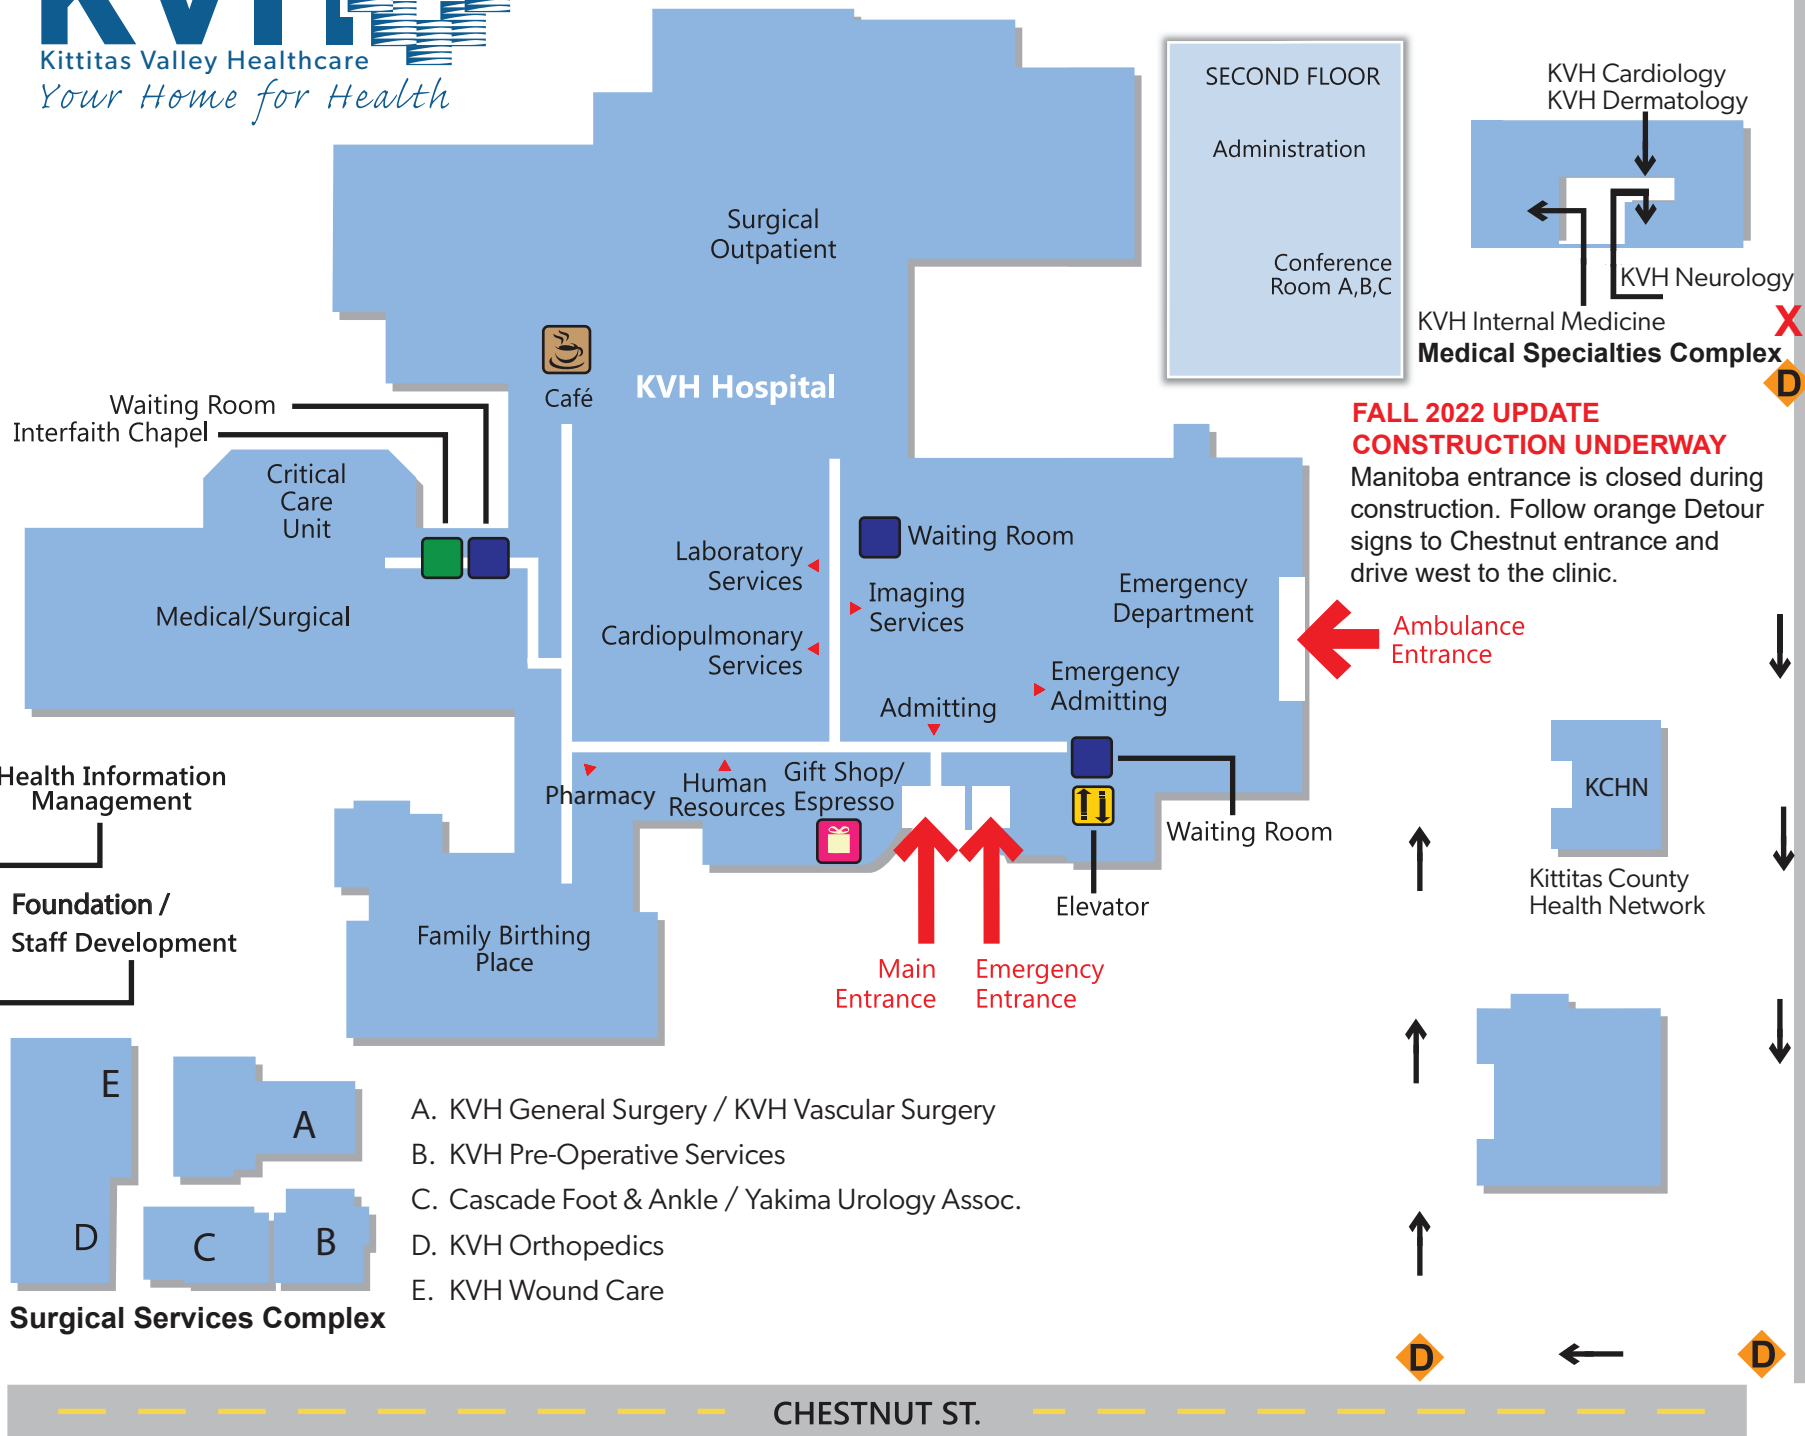 KVH
Kittitas Valley Healthcare
Your Home for Health
SECOND FLOOR
Administration
Conference
Room A,B,C
KVH Cardiology
KVH Dermatology
KVH Neurology
KVH Internal Medicine
Medical Specialties Complex
X
D
Surgical
Outpatient
Café
KVH Hospital
Waiting Room
Interfaith Chapel
Critical
Care
Unit
Medical/Surgical
FALL 2022 UPDATE
CONSTRUCTION UNDERWAY
Manitoba entrance is closed during
construction. Follow orange Detour
signs to Chestnut entrance and
drive west to the clinic.
Laboratory
Services
Waiting Room
Imaging
Services
Cardiopulmonary
Services
Emergency
Department
Ambulance
Entrance
Emergency
Admitting
Admitting
Health Information
Management
Pharmacy
Human
Resources
Gift Shop/
Espresso
Waiting Room
Elevator
KCHN
Kittitas County
Health Network
Foundation /
Staff Development
Family Birthing
Place
Main
Entrance
Emergency
Entrance
E
A
D
C
B
Surgical Services Complex
A. KVH General Surgery / KVH Vascular Surgery
B. KVH Pre-Operative Services
C. Cascade Foot & Ankle / Yakima Urology Assoc.
D. KVH Orthopedics
E. KVH Wound Care
D
D
CHESTNUT ST.